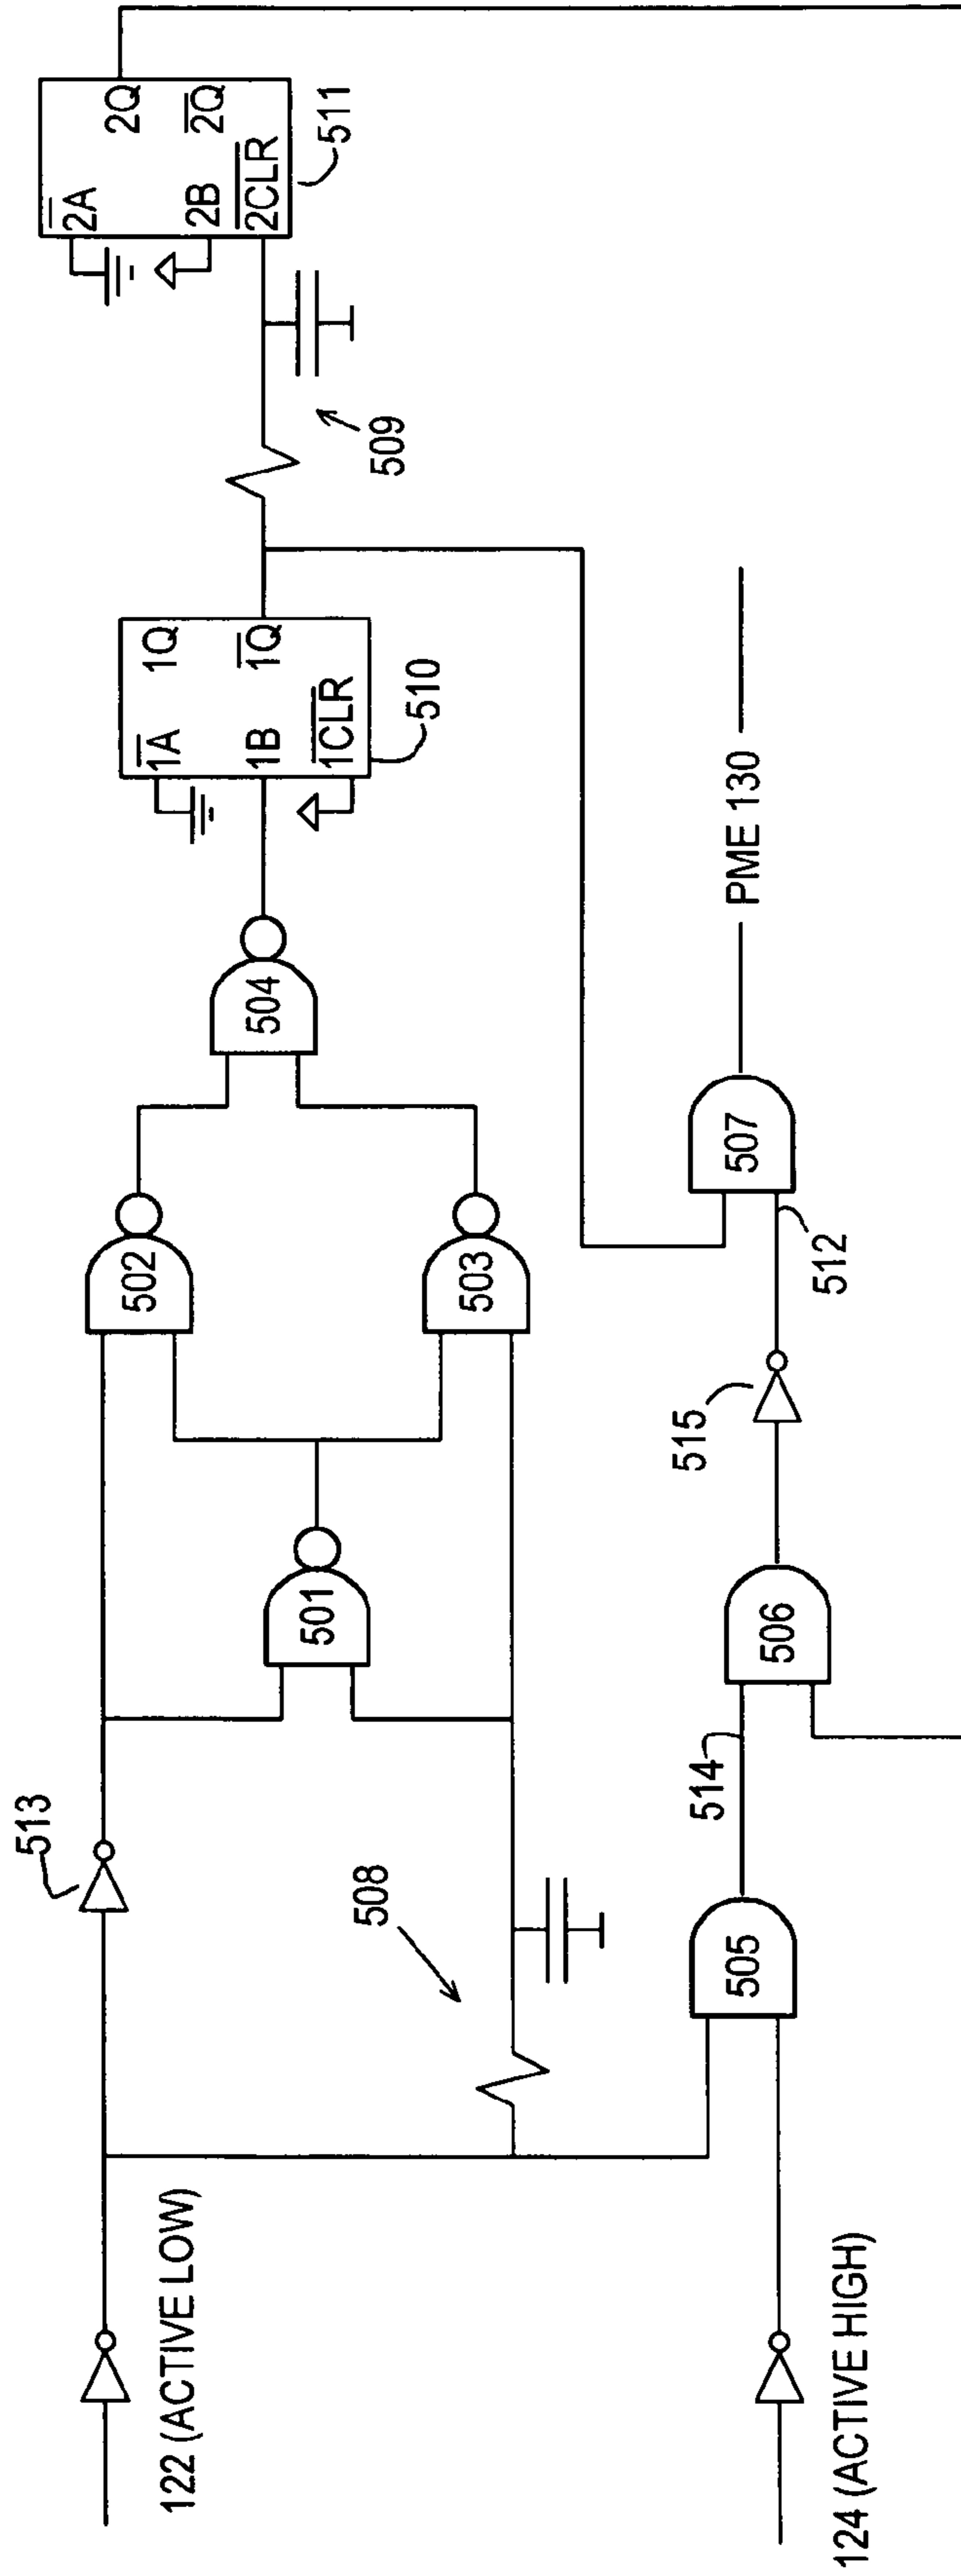 513
122 (ACTIVE LOW)
508
501
502
503
504
1A
1Q
1B
1Q
1CLR
510
509
2A
2Q
2B
2Q
2CLR
511
124 (ACTIVE HIGH)
505
514
506
515
512
507
PME 130